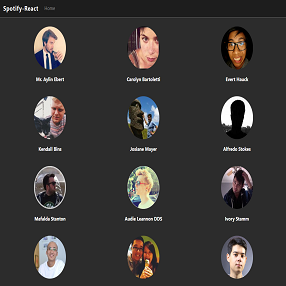 Spotify-React Home
Mr. Aylin Ebert Carolyn Bartoletti Evert Hauck
Kendall Bins Josiane Mayer Alfredo Stokes
Mafalda Stanton Audie Leannon DDS Ivory Stamm